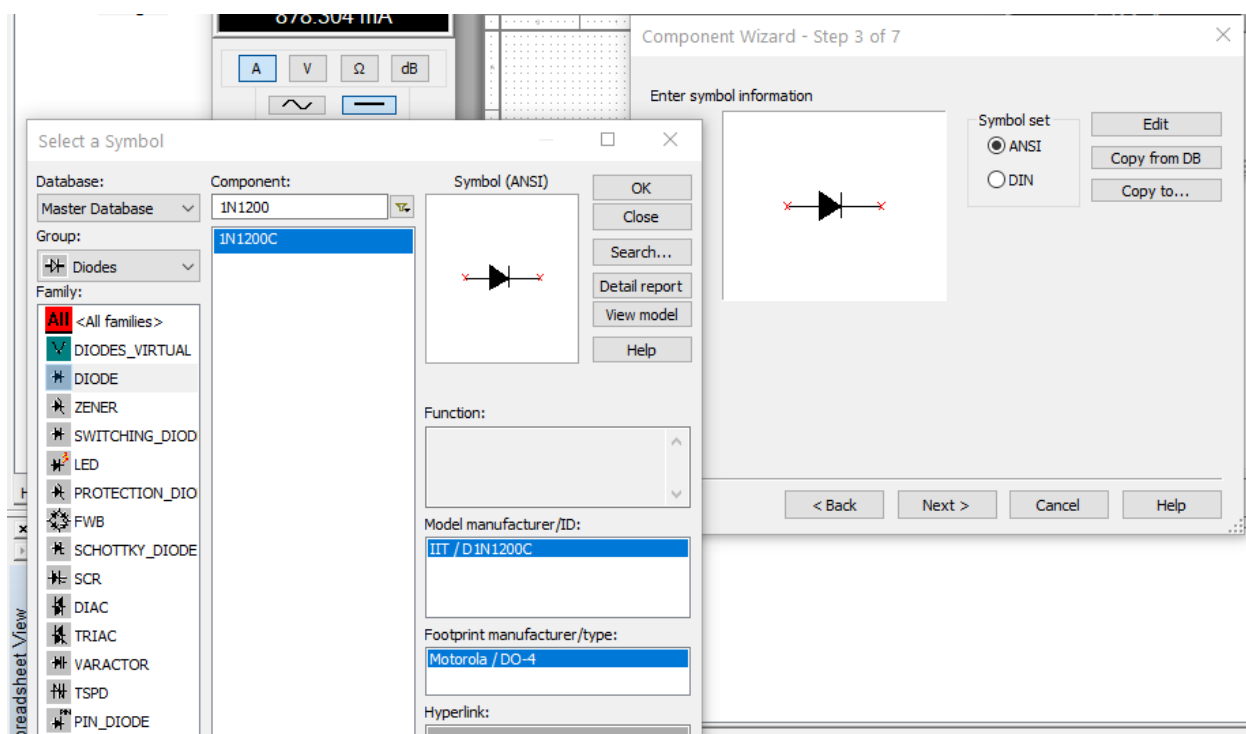 878.304 mA
A
V
Ω
dB
Component Wizard - Step 3 of 7
Enter symbol information
Symbol set
ANSI
DIN
Edit
Copy from DB
Copy to...
< Back
Next >
Cancel
Help
Select a Symbol
Database:
Master Database
Group:
Diodes
Family:
All <All families>
DIODES_VIRTUAL
DIODE
ZENER
SWITCHING_DIOD
LED
PROTECTION_DIO
FWB
SCHOTTKY_DIODE
SCR
DIAC
TRIAC
VARACTOR
TSPD
PIN_DIODE
Component:
1N1200
1N1200C
Symbol (ANSI)
OK
Close
Search...
Detail report
View model
Help
Function:
Model manufacturer/ID:
IIT / D1N1200C
Footprint manufacturer/type:
Motorola / DO-4
Hyperlink:
preadsheet View